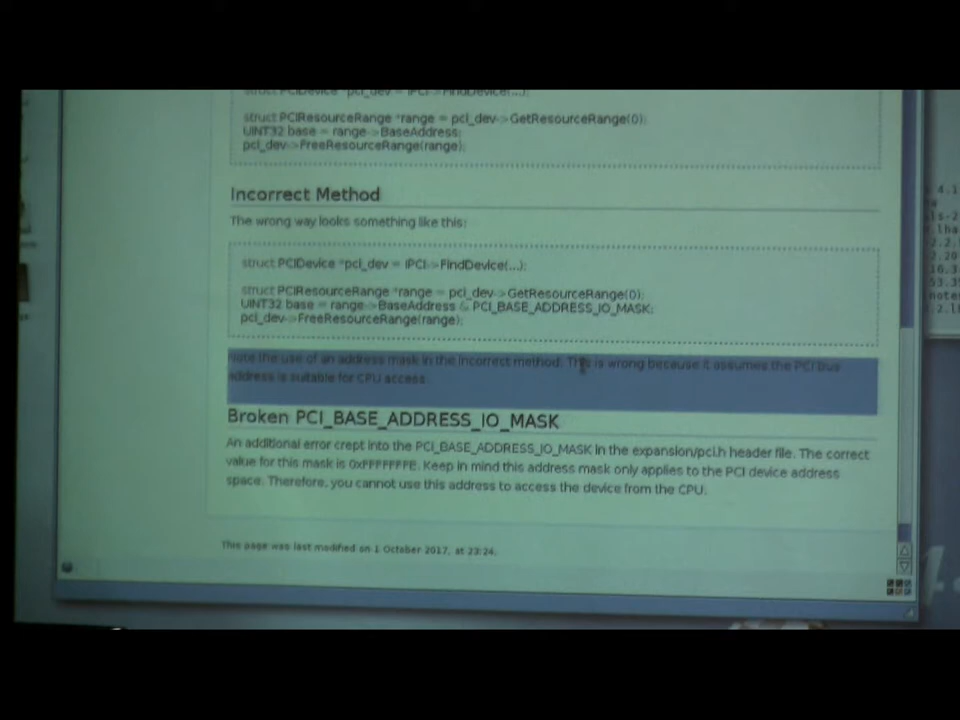 struct PCIDevice *pci_dev = IPCI->FindDevice(...);
struct PCIResourceRange *range = pci_dev->GetResourceRange(0);
UINT32 base = range->BaseAddress;
pci_dev->FreeResourceRange(range);
Incorrect Method
The wrong way looks something like this:
struct PCIDevice *pci_dev = IPCI->FindDevice(...);
struct PCIResourceRange *range = pci_dev->GetResourceRange(0);
UINT32 base = range->BaseAddress & PCI_BASE_ADDRESS_IO_MASK;
pci_dev->FreeResourceRange(range);
Note the use of an address mask in the incorrect method. This is wrong because it assumes the PCI bus
address is suitable for CPU access.
Broken PCI_BASE_ADDRESS_IO_MASK
An additional error crept into the PCI_BASE_ADDRESS_IO_MASK in the expansion/pci.h header file. The correct
value for this mask is 0xFFFFFFFE. Keep in mind this address mask only applies to the PCI device address
space. Therefore, you cannot use this address to access the device from the CPU.
This page was last modified on 1 October 2017, at 23:24.